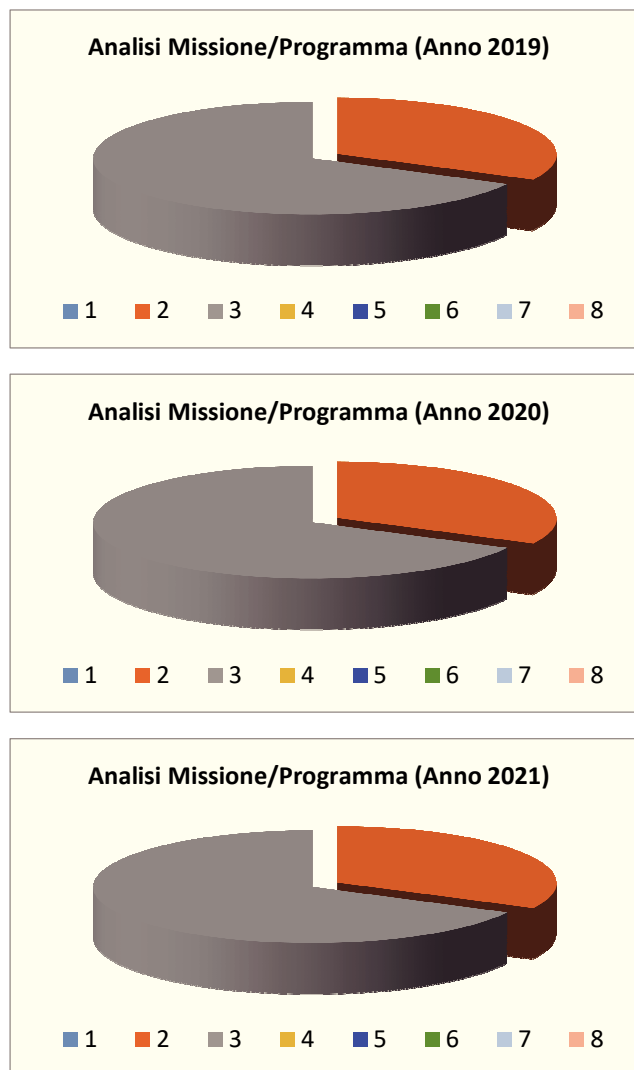 Analisi Missione/Programma (Anno 2019)
1 2 3 4 5 6 7 8
Analisi Missione/Programma (Anno 2020)
1 2 3 4 5 6 7 8
Analisi Missione/Programma (Anno 2021)
1 2 3 4 5 6 7 8